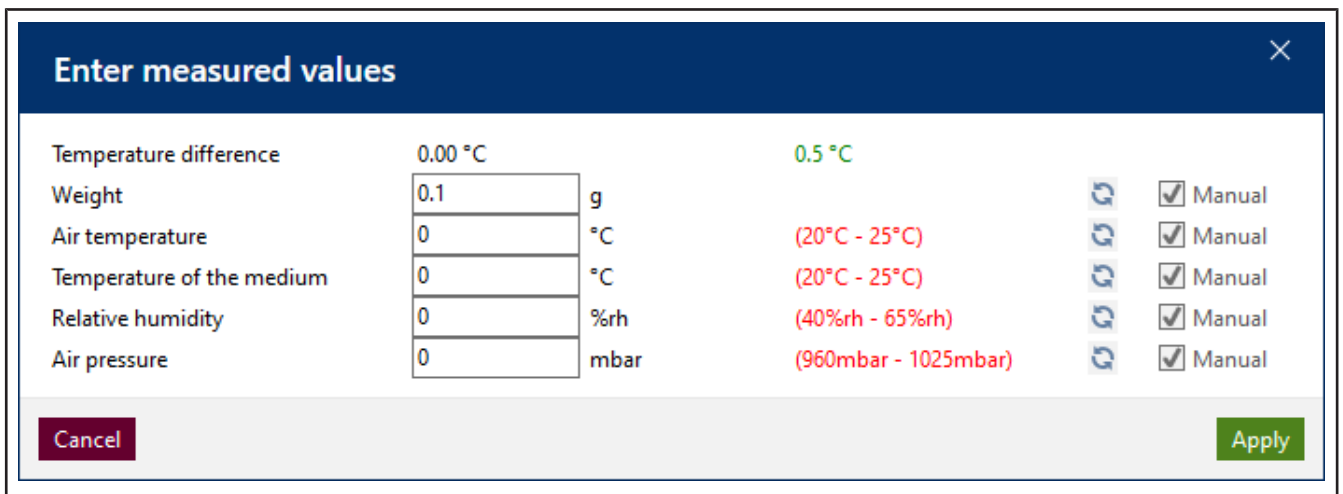 Enter measured values
Temperature difference 0.00 °C 0.5 °C
Weight 0.1 g Manual
Air temperature 0 °C (20°C - 25°C) Manual
Temperature of the medium 0 °C (20°C - 25°C) Manual
Relative humidity 0 %rh (40%rh - 65%rh) Manual
Air pressure 0 mbar (960mbar - 1025mbar) Manual
Cancel Apply